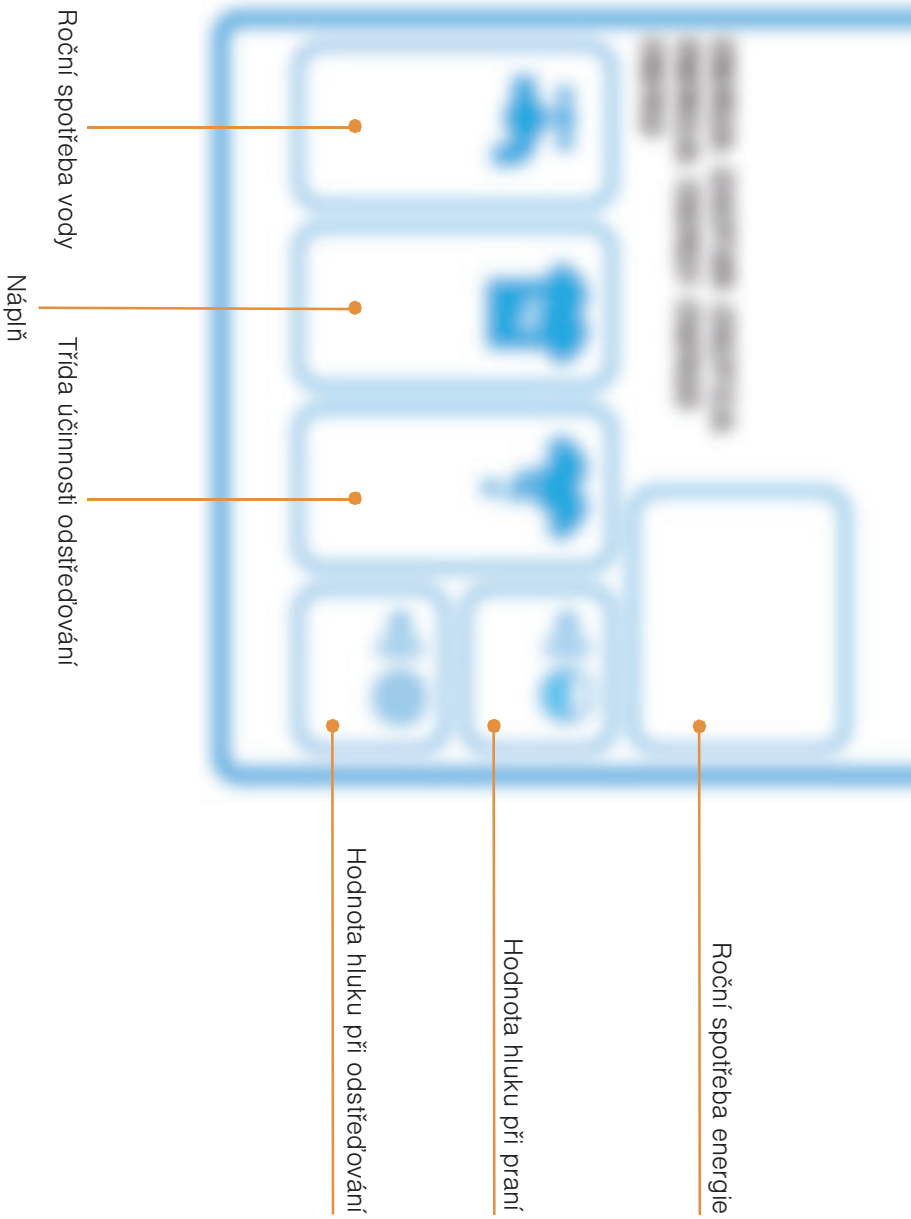 Roční spotřeba energie
Hodnota hluku při praní
Hodnota hluku při odstřeďování
Roční spotřeba vody
Třída účinnosti odstřeďování
Náplň